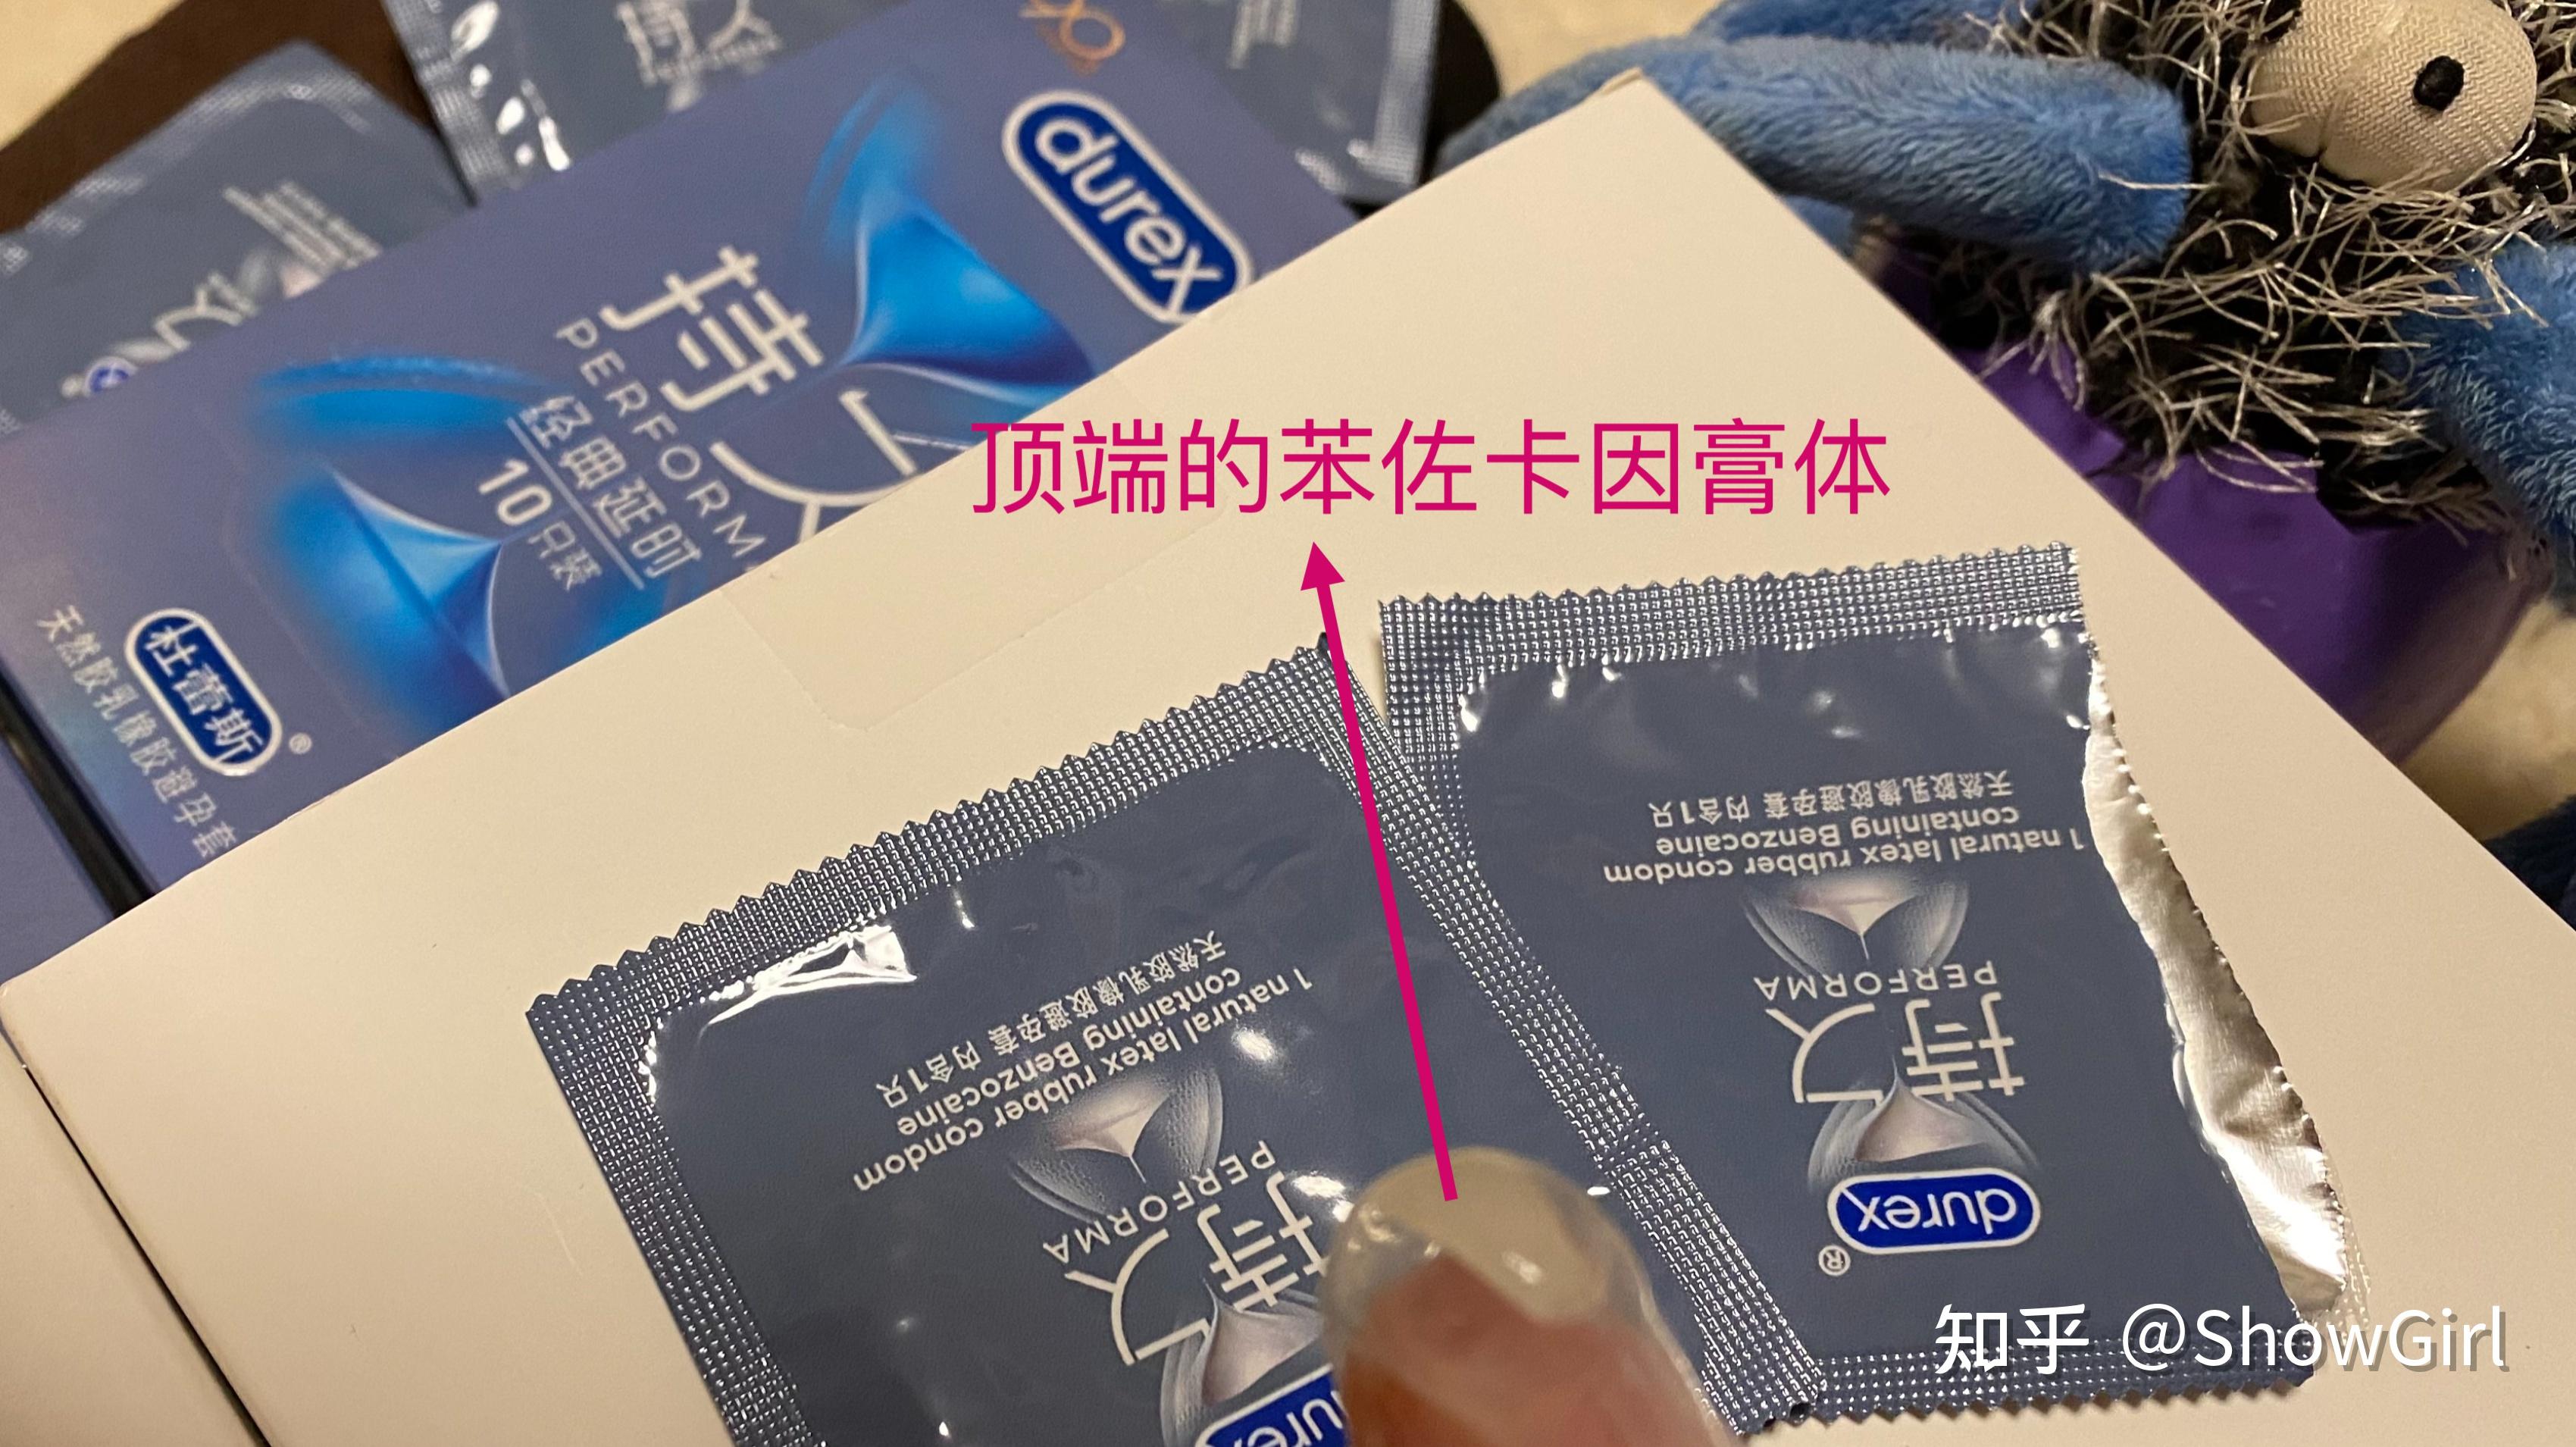 durex
持久
PERFORMA
经典延时
10只装
杜蕾斯®
天然胶乳橡胶避孕套
顶端的苯佐卡因膏体
天然胶乳橡胶避孕套 内含1只
1 natural latex rubber condom
containing Benzocaine
PERFORMA
持久
durex
天然胶乳橡胶避孕套 内含1只
1 natural latex rubber condom
containing Benzocaine
PERFORMA
持久
durex®
知乎 @ShowGirl